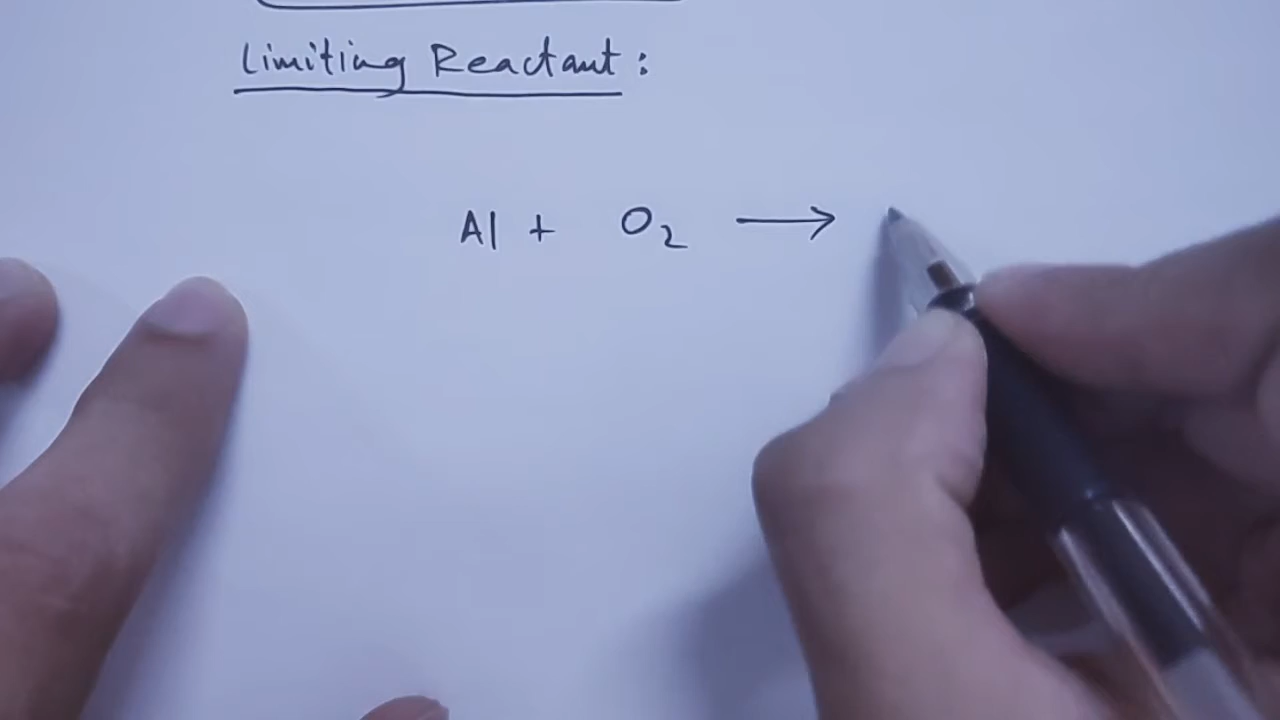 Limiting Reactant:
Al + O₂ ⟶